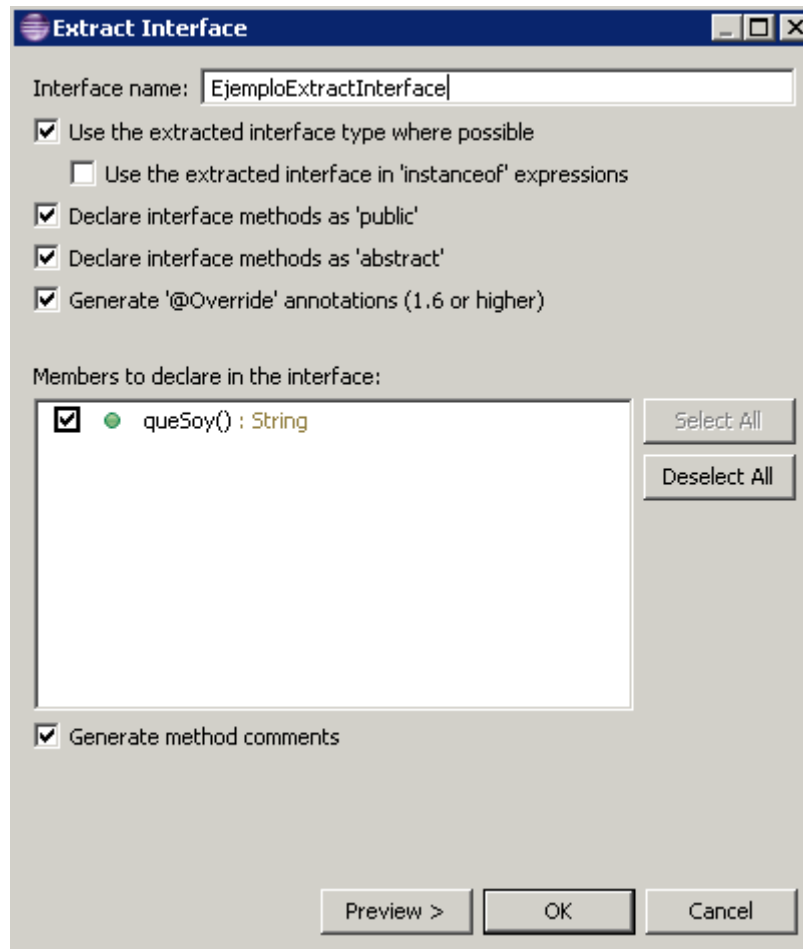 Extract Interface
Interface name: EjemploExtractInterface
Use the extracted interface type where possible
Use the extracted interface in 'instanceof' expressions
Declare interface methods as 'public'
Declare interface methods as 'abstract'
Generate '@Override' annotations (1.6 or higher)
Members to declare in the interface:
queSoy() : String
Select All
Deselect All
Generate method comments
Preview > OK Cancel